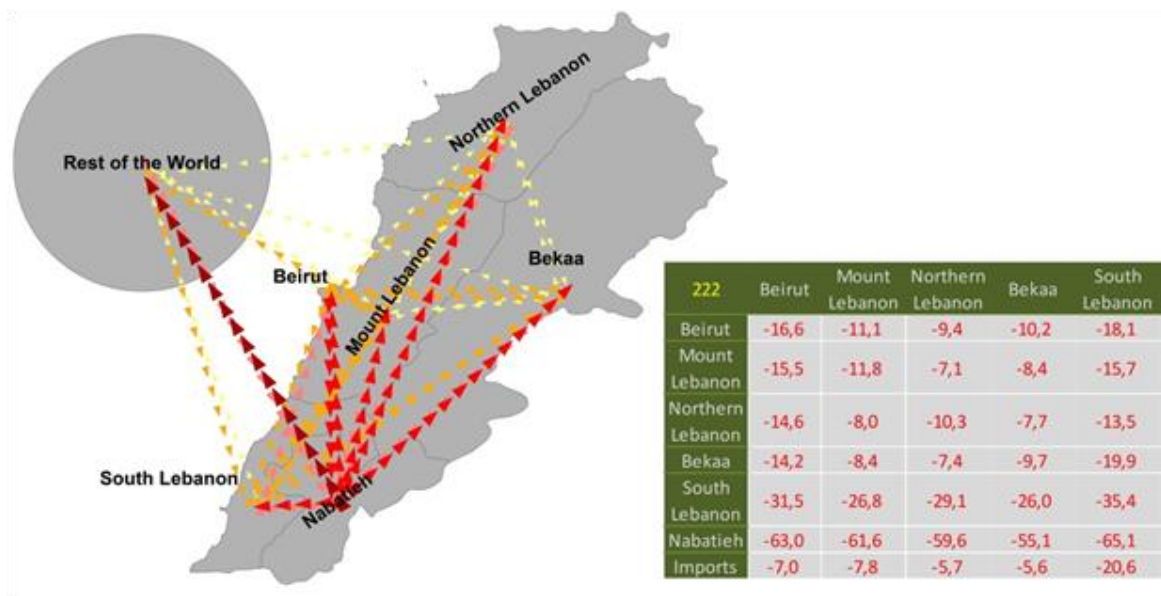 Northern Lebanon
Rest of the World
Beirut
Mount Lebanon
Bekaa
South Lebanon
Nabatieh
222 Beirut Mount Lebanon Northern Lebanon Bekaa South Lebanon
Beirut -16,6 -11,1 -9,4 -10,2 -18,1
Mount Lebanon -15,5 -11,8 -7,1 -8,4 -15,7
Northern Lebanon -14,6 -8,0 -10,3 -7,7 -13,5
Bekaa -14,2 -8,4 -7,4 -9,7 -19,9
South Lebanon -31,5 -26,8 -29,1 -26,0 -35,4
Nabatieh -63,0 -61,6 -59,6 -55,1 -65,1
Imports -7,0 -7,8 -5,7 -5,6 -20,6